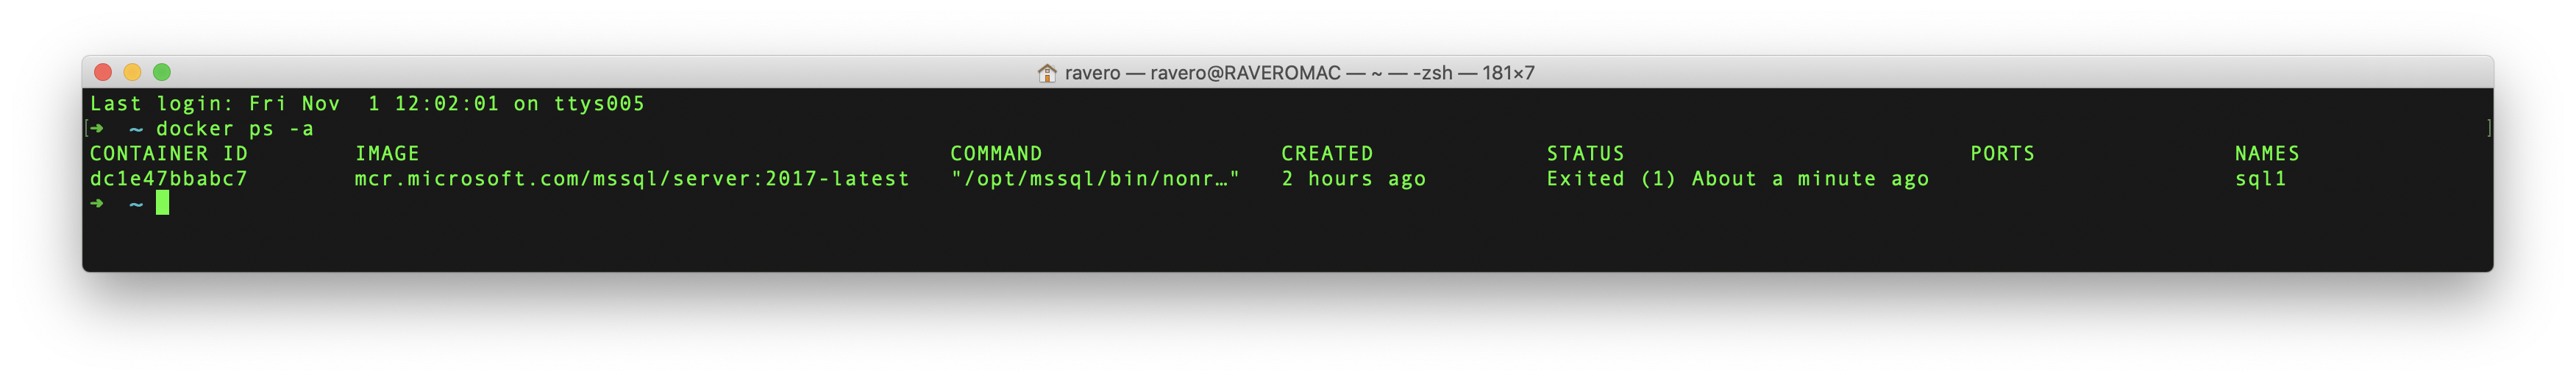 ravero — ravero@RAVEROMAC — ~ — -zsh — 181×7
Last login: Fri Nov  1 12:02:01 on ttys005
[➜  ~ docker ps -a ]
CONTAINER ID        IMAGE                                        COMMAND                  CREATED             STATUS                          PORTS               NAMES
dc1e47bbabc7        mcr.microsoft.com/mssql/server:2017-latest   "/opt/mssql/bin/nonr…"   2 hours ago         Exited (1) About a minute ago                       sql1
➜  ~